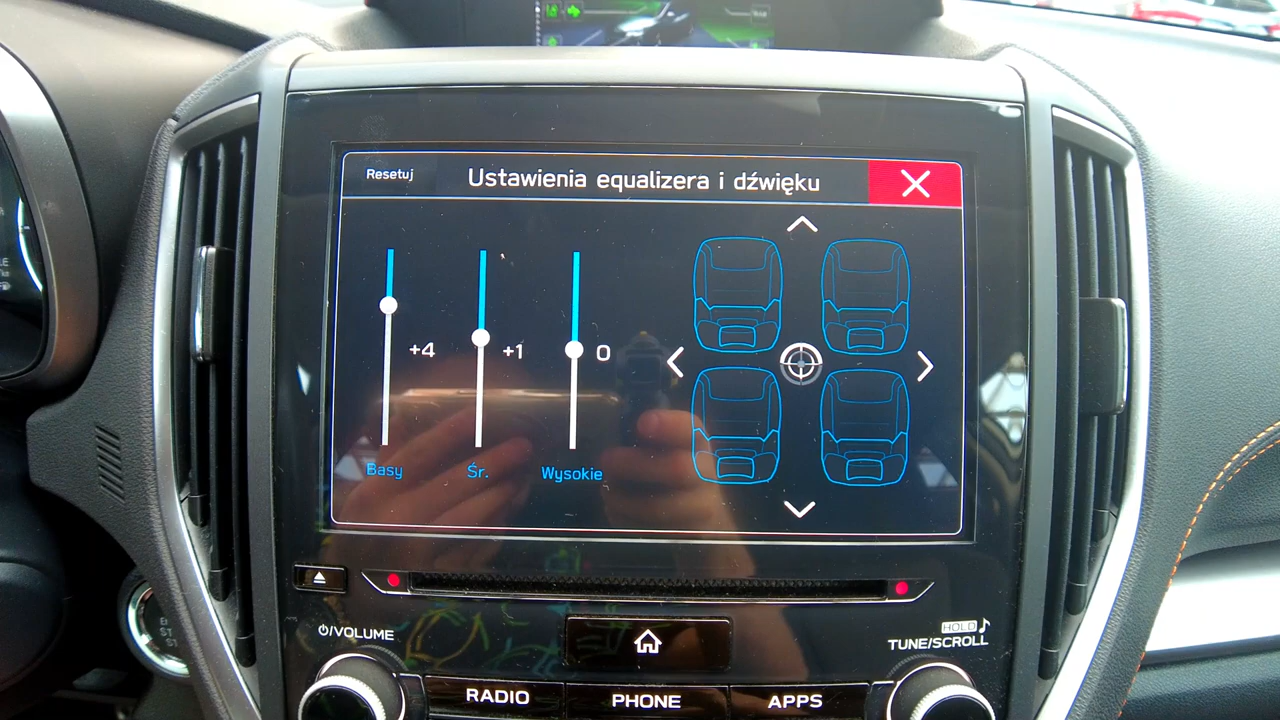 Resetuj
Ustawienia equalizera i dźwięku
+4
+1
0
Basy
Śr.
Wysokie
/VOLUME
HOLD
TUNE/SCROLL
RADIO
PHONE
APPS